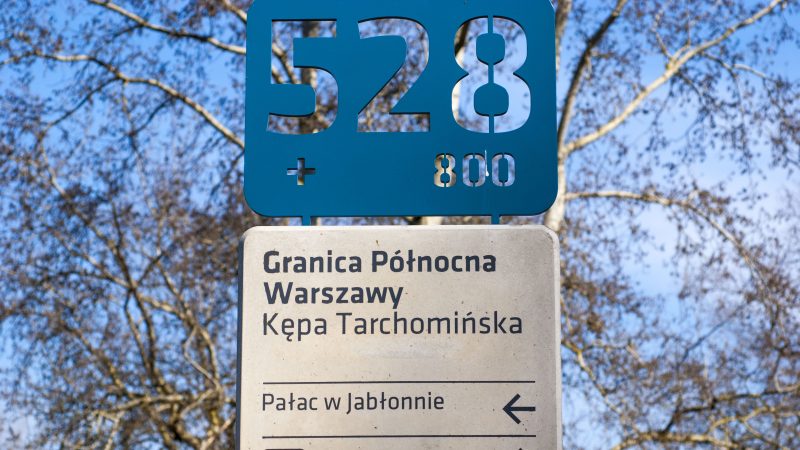 528
+ 800
Granica Północna
Warszawy
Kępa Tarchomińska
Pałac w Jabłonnie ←